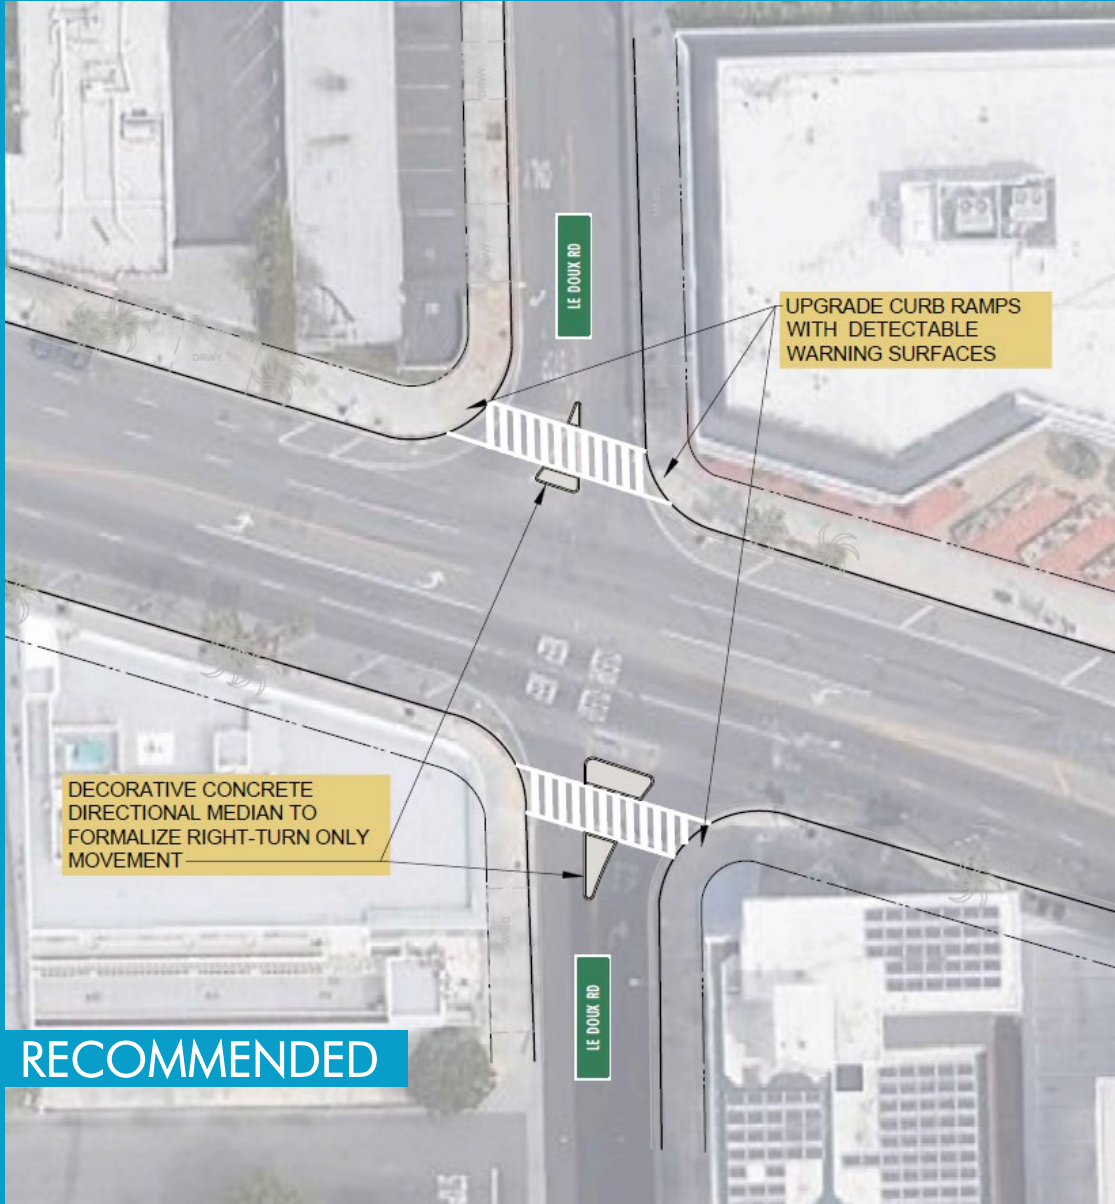 LE DOUX RD
UPGRADE CURB RAMPS
WITH DETECTABLE
WARNING SURFACES
DRWY
DECORATIVE CONCRETE
DIRECTIONAL MEDIAN TO
FORMALIZE RIGHT-TURN ONLY
MOVEMENT
LE DOUX RD
RECOMMENDED